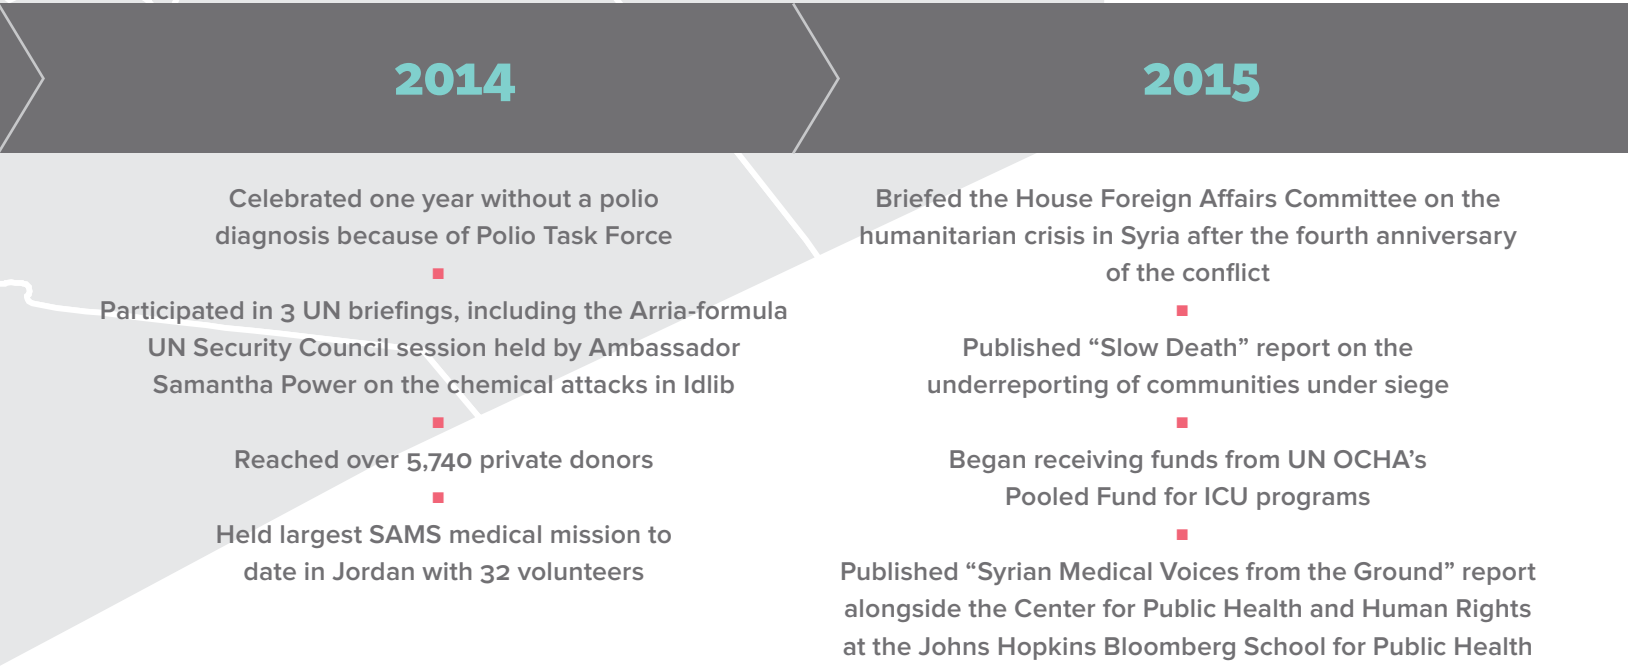 2014
Celebrated one year without a polio
diagnosis because of Polio Task Force
Participated in 3 UN briefings, including the Arria-formula
UN Security Council session held by Ambassador
Samantha Power on the chemical attacks in Idlib
Reached over 5,740 private donors
Held largest SAMS medical mission to
date in Jordan with 32 volunteers
2015
Briefed the House Foreign Affairs Committee on the
humanitarian crisis in Syria after the fourth anniversary
of the conflict
Published “Slow Death” report on the
underreporting of communities under siege
Began receiving funds from UN OCHA’s
Pooled Fund for ICU programs
Published “Syrian Medical Voices from the Ground” report
alongside the Center for Public Health and Human Rights
at the Johns Hopkins Bloomberg School for Public Health